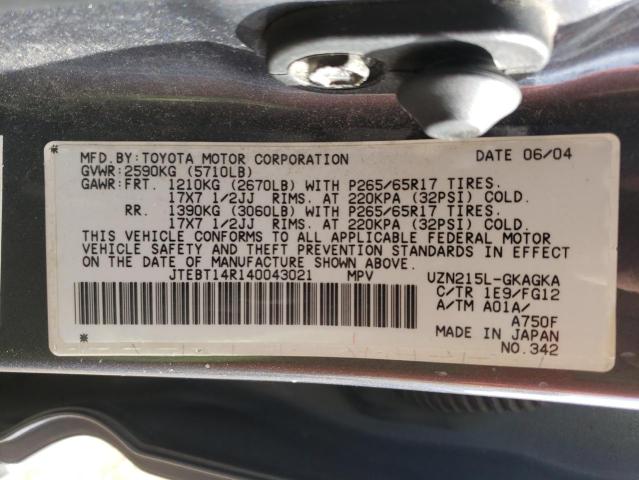 MFD.BY:TOYOTA MOTOR CORPORATION DATE 06/04
GVWR:2590KG (5710LB)
GAWR:FRT. 1210KG (2670LB) WITH P265/65R17 TIRES.
17X7 1/2JJ RIMS. AT 220KPA (32PSI) COLD.
RR. 1390KG (3060LB) WITH P265/65R17 TIRES.
17X7 1/2JJ RIMS. AT 220KPA (32PSI) COLD.
THIS VEHICLE CONFORMS TO ALL APPLICABLE FEDERAL MOTOR
VEHICLE SAFETY AND THEFT PREVENTION STANDARDS IN EFFECT
ON THE DATE OF MANUFACTURE SHOWN ABOVE.
JTEBT14R140043021 MPV UZN215L-GKAGKA
C/TR 1E9/FG12
A/TM A01A/
A750F
MADE IN JAPAN
NO.342